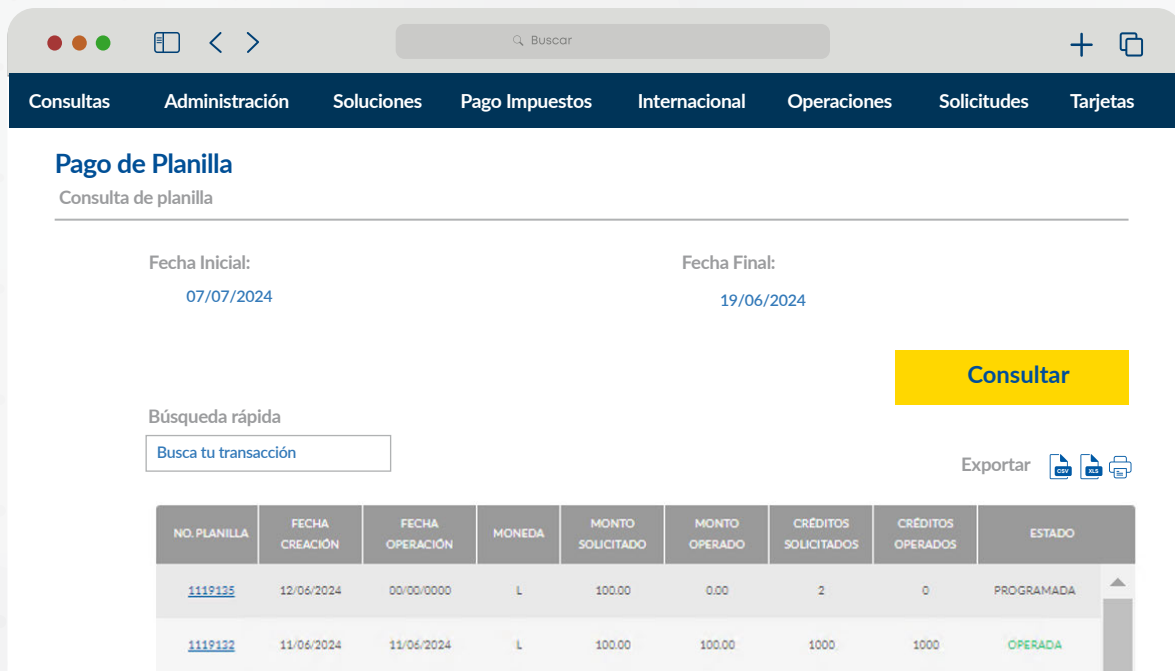 Buscar
Consultas Administración Soluciones Pago Impuestos Internacional Operaciones Solicitudes Tarjetas
Pago de Planilla
Consulta de planilla
Fecha Inicial: Fecha Final:
07/07/2024 19/06/2024
Consultar
Búsqueda rápida
Busca tu transacción
Exportar CSV XLS
NO. PLANILLA FECHA CREACIÓN FECHA OPERACIÓN MONEDA MONTO SOLICITADO MONTO OPERADO CRÉDITOS SOLICITADOS CRÉDITOS OPERADOS ESTADO
1119135 12/06/2024 00/00/0000 L 100.00 0.00 2 0 PROGRAMADA
1119132 11/06/2024 11/06/2024 L 100.00 100.00 1000 1000 OPERADA